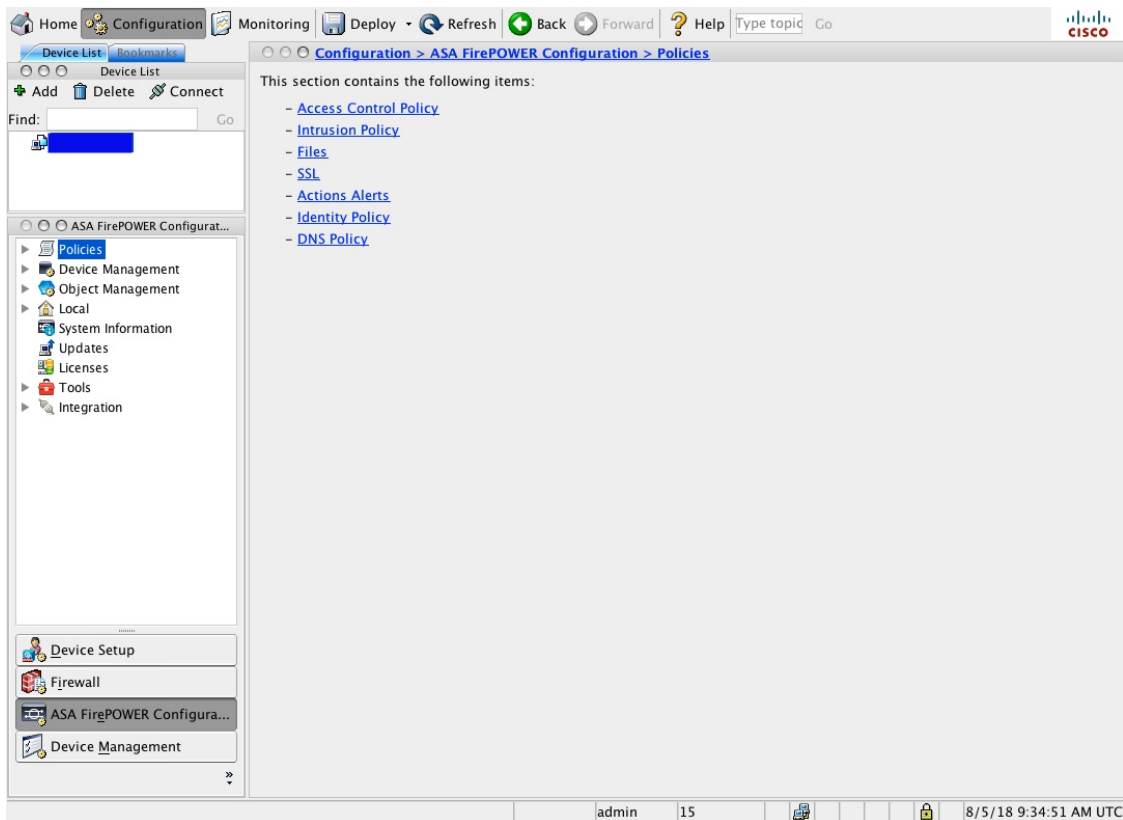 Home Configuration Monitoring Deploy Refresh Back Forward Help Type topic Go
CISCO
Device List Bookmarks
Device List
Add Delete Connect
Find: Go
ASA FirePOWER Configurat...
Policies
Device Management
Object Management
Local
System Information
Updates
Licenses
Tools
Integration
Device Setup
Firewall
ASA FirePOWER Configura...
Device Management
Configuration > ASA FirePOWER Configuration > Policies
This section contains the following items:
– Access Control Policy
– Intrusion Policy
– Files
– SSL
– Actions Alerts
– Identity Policy
– DNS Policy
admin 15 8/5/18 9:34:51 AM UTC